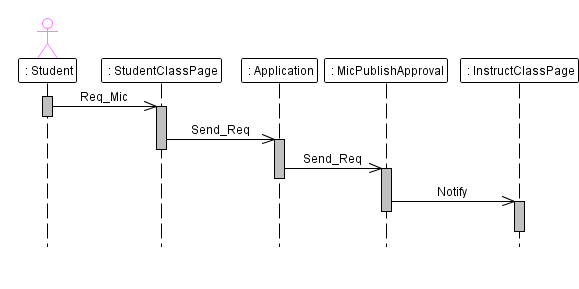 : Student
: StudentClassPage
: Application
: MicPublishApproval
: InstructClassPage
Req_Mic
Send_Req
Send_Req
Notify